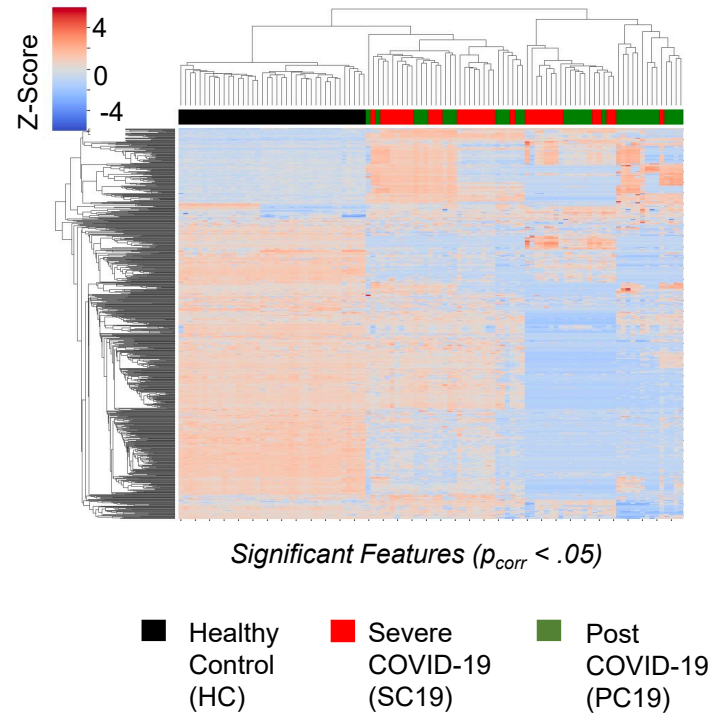 Z-Score
4
0
-4
Significant Features (pcorr < .05)
Healthy
Control
(HC)
Severe
COVID-19
(SC19)
Post
COVID-19
(PC19)